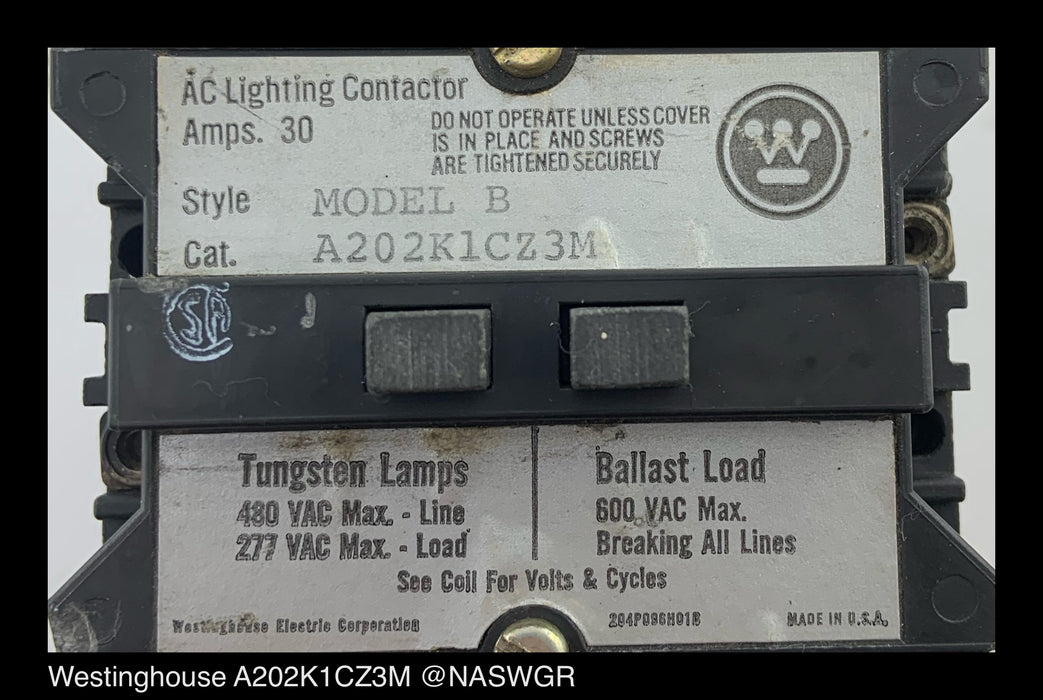 AC Lighting Contactor
Amps. 30
DO NOT OPERATE UNLESS COVER
IS IN PLACE AND SCREWS
ARE TIGHTENED SECURELY
W
Style MODEL B
Cat. A202K1CZ3M
SA
Tungsten Lamps
480 VAC Max. - Line
277 VAC Max. - Load
Ballast Load
600 VAC Max.
Breaking All Lines
See Coil For Volts & Cycles
Westinghouse Electric Corporation
MADE IN U.S.A.
Westinghouse A202K1CZ3M @NASWGR